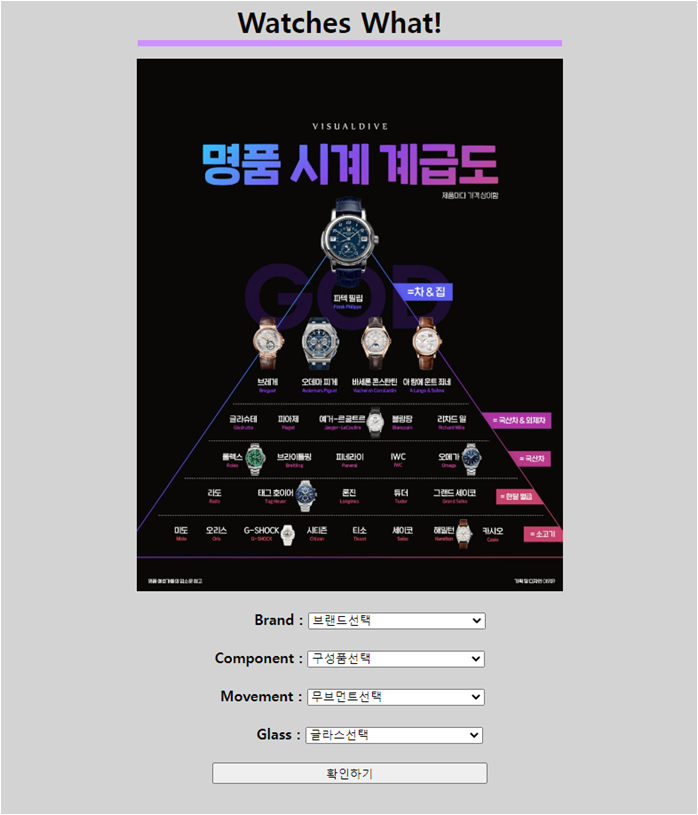 Watches What!
VISUALDIVE
명품 시계 계급도
제품마다 가격 상이함
GOD
파텍 필립
Patek Philippe
=차 & 집
브레게 오데마 피게 바쉐론 콘스탄틴 아 랑에 운트 죄네
Breguet Audemars Piguet Vacheron Constantin A. Lange & Sohne
글라슈테 피아제 예거-르쿨트르 블랑팡 리차드 밀
Glashutte Piaget Jaeger-LeCoultre Blancpain Richard Mille
= 국산차 & 외제차
롤렉스 브라이틀링 파네라이 IWC 오메가
Rolex Breitling Panerai IWC Omega
= 국산차
라도 태그 호이어 론진 튜더 그랜드 세이코
Rado Tag Heuer Longines Tudor Grand Seiko
= 한달 월급
미도 오리스 G-SHOCK 시티즌 티쏘 세이코 해밀턴 카시오
Mido Oris G-SHOCK Citizen Tissot Seiko Hamilton Casio
= 소고기
Brand : 브랜드선택
Component : 구성품선택
Movement : 무브먼트선택
Glass : 글라스선택
확인하기